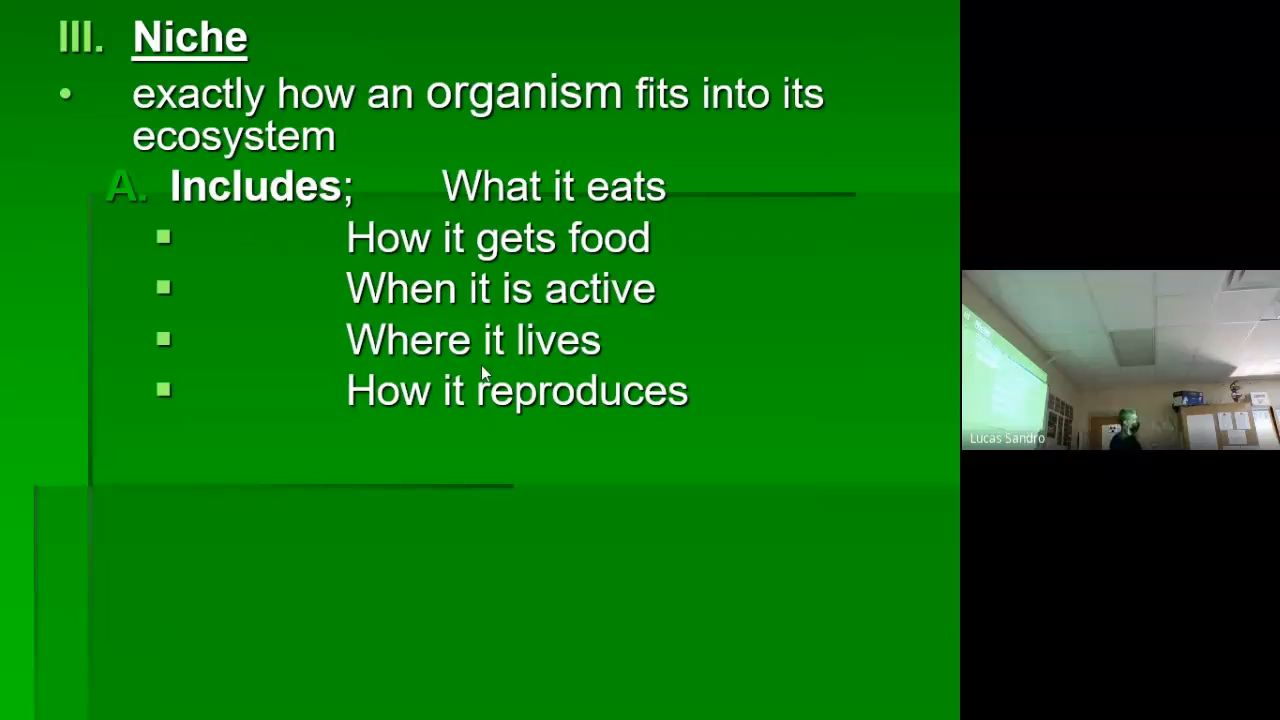 III. Niche
• exactly how an organism fits into its
ecosystem
A. Includes; What it eats
▪ How it gets food
▪ When it is active
▪ Where it lives
▪ How it reproduces
Lucas Sandro